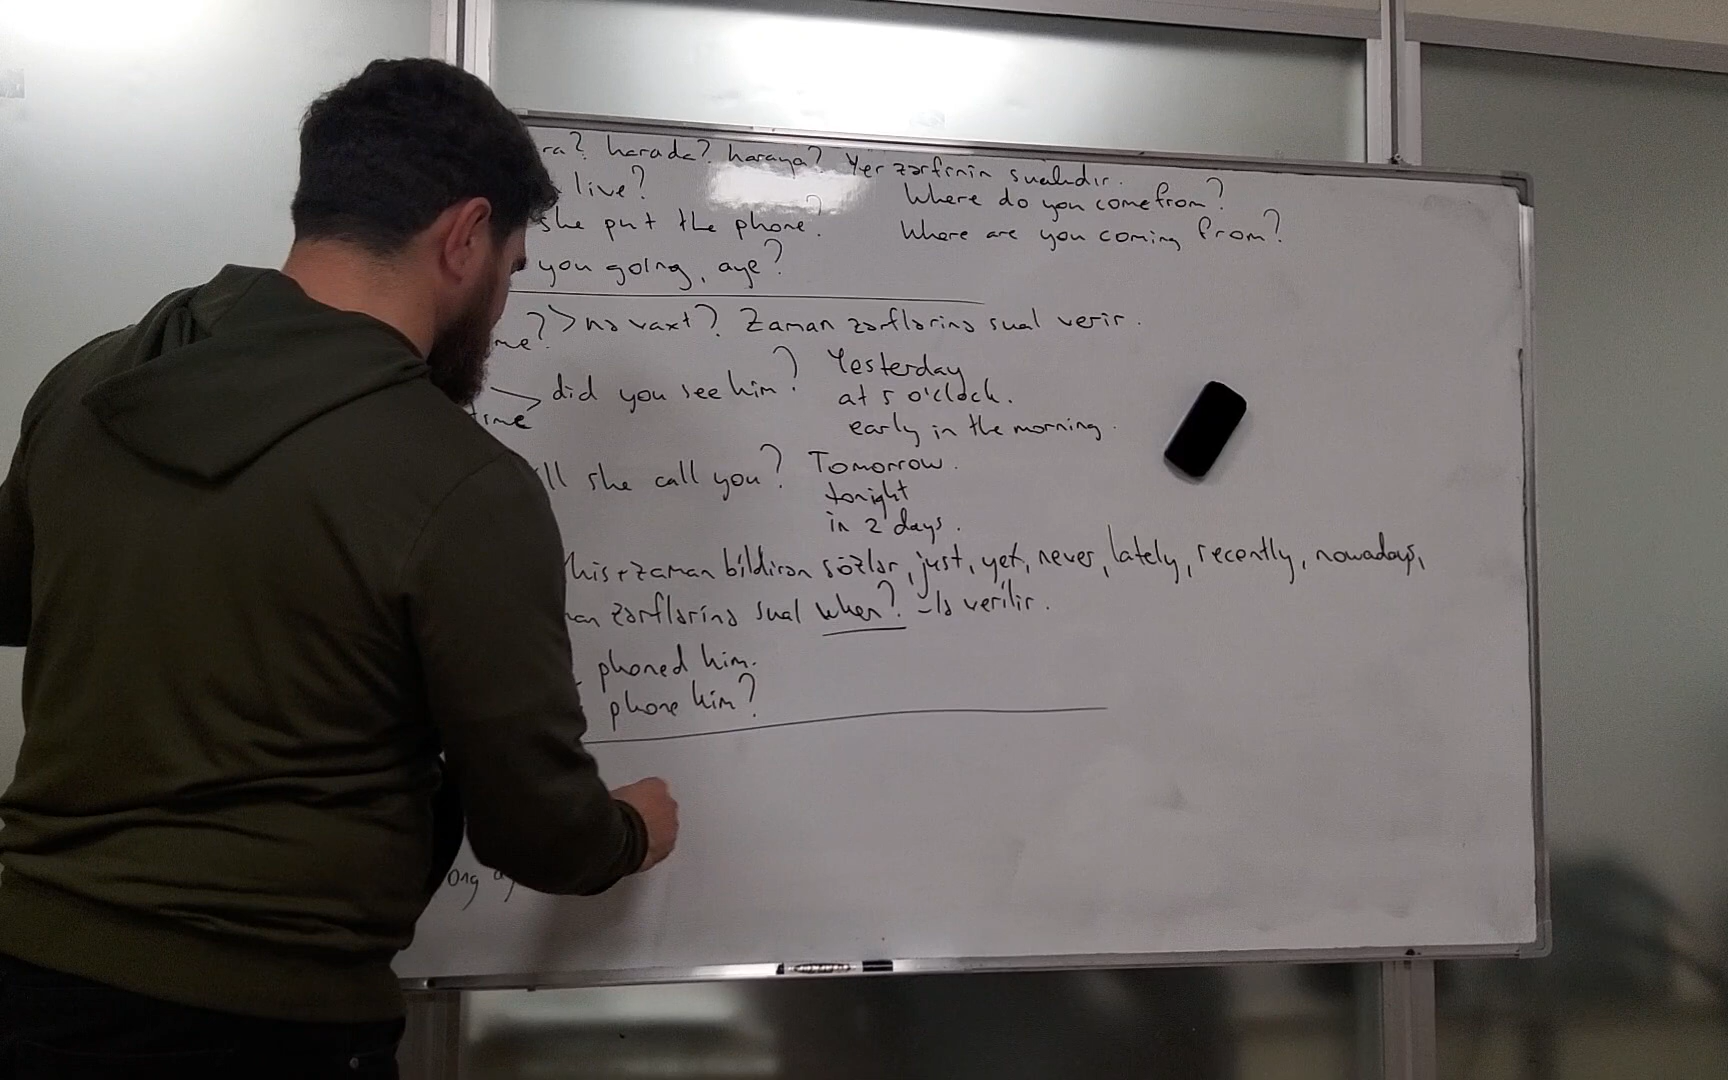 ra? harada? haraya? Yer zərfinin sualıdır.
live?
Where do you come from?
she put the phone?
Where are you coming from?
you going, aye?
me? > nə vaxt? Zaman zərflərinə sual verir.
did you see him? Yesterday
time
at 5 o'clock.
early in the morning.
ll she call you? Tomorrow.
tonight
in 2 days.
this + zaman bildirən sözlər, just, yet, never, lately, recently, nowadays,
an zərflərinə sual when? -lə verilir.
phoned him.
phone him?
ong